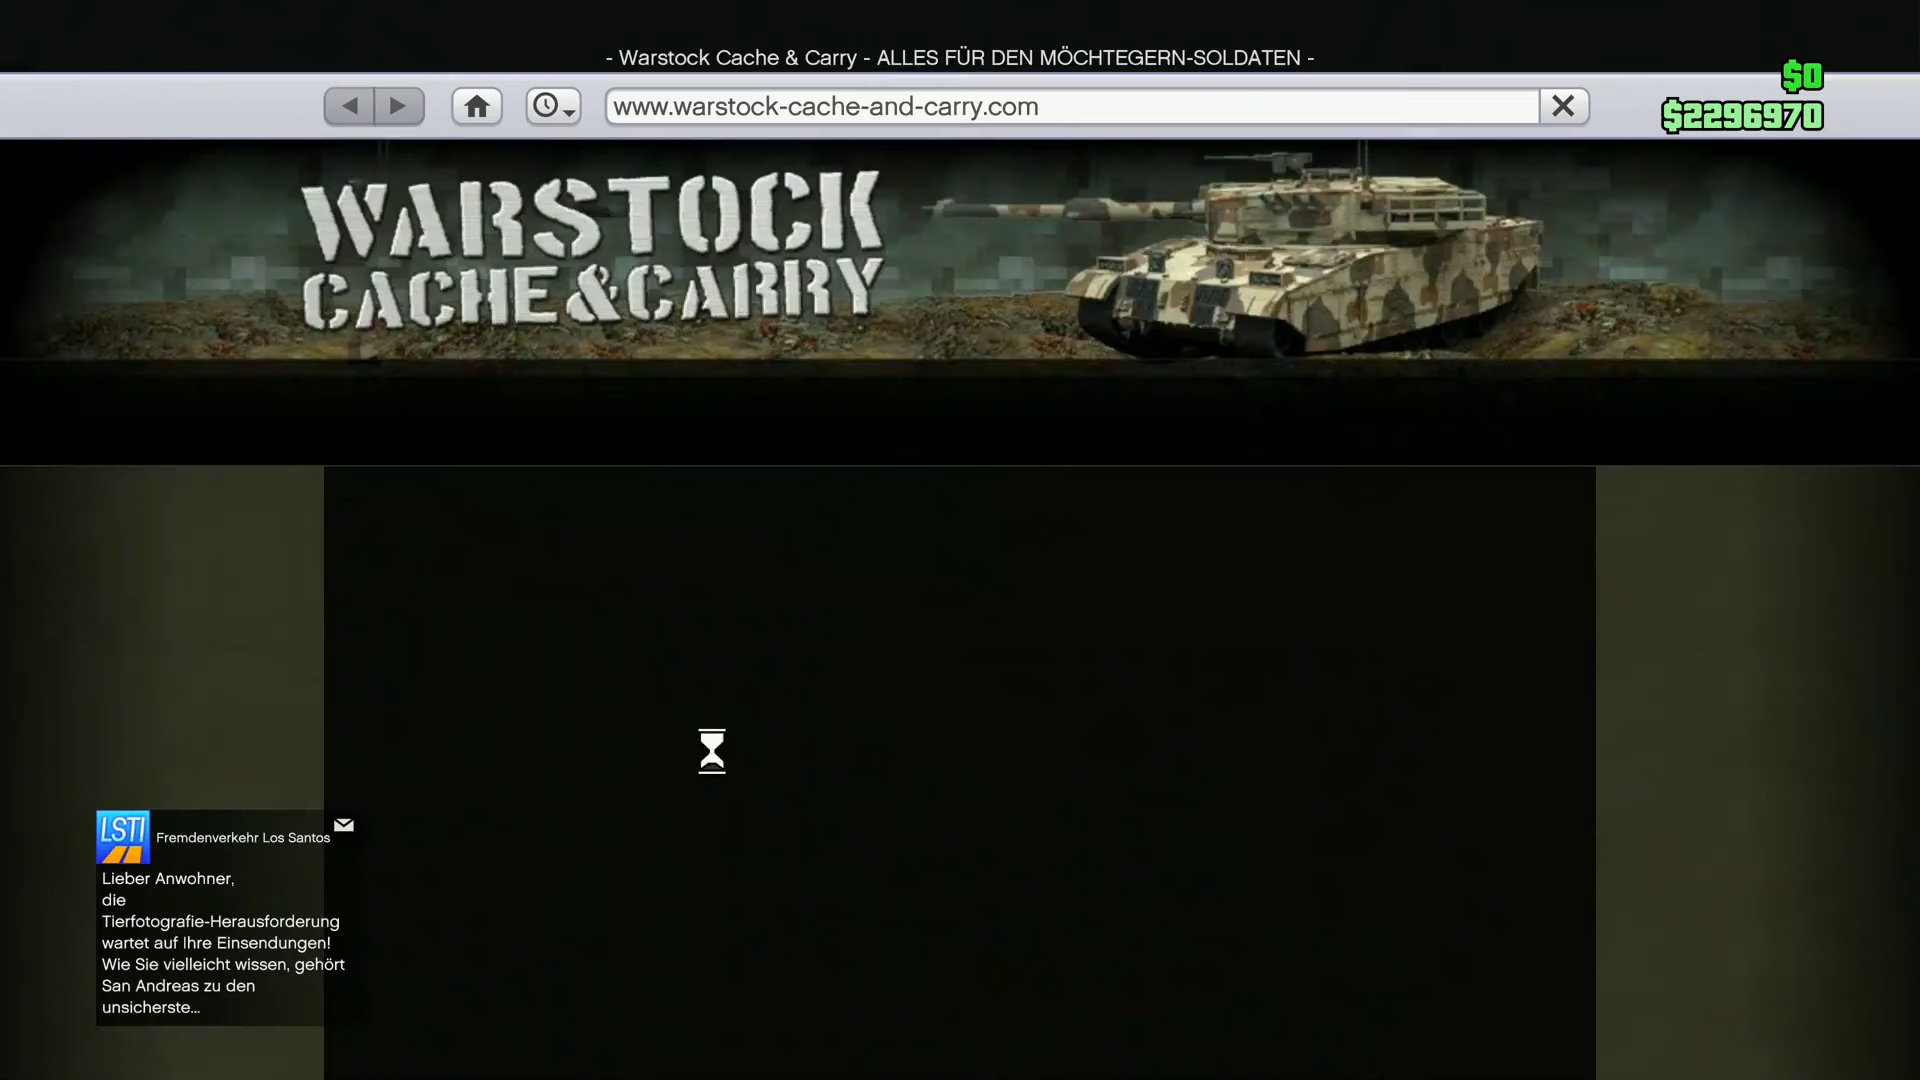 - Warstock Cache & Carry - ALLES FÜR DEN MÖCHTEGERN-SOLDATEN -
$0
www.warstock-cache-and-carry.com
$2296970
WARSTOCK
CACHE&CARRY
LSTI
Fremdenverkehr Los Santos
Lieber Anwohner,
die
Tierfotografie-Herausforderung
wartet auf Ihre Einsendungen!
Wie Sie vielleicht wissen, gehört
San Andreas zu den
unsicherste...